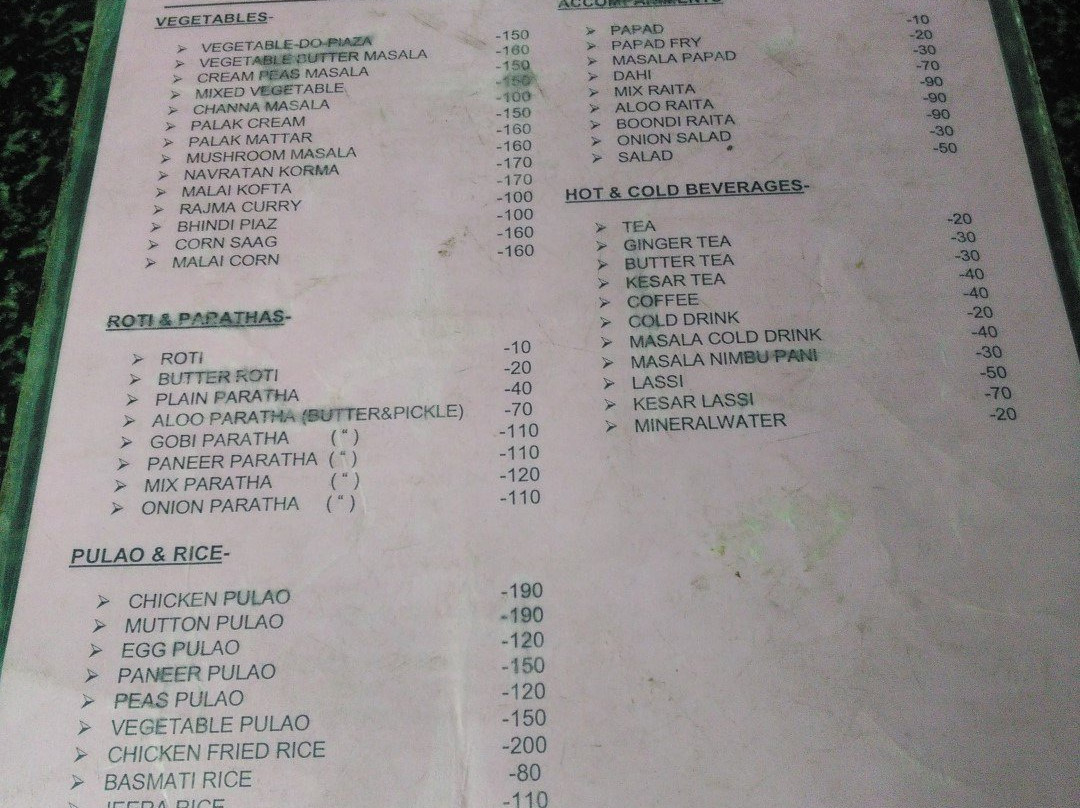 VEGETABLES-
➢ VEGETABLE-DO-PIAZA -150
➢ VEGETABLE BUTTER MASALA -160
➢ CREAM PEAS MASALA -150
➢ MIXED VEGETABLE -150
➢ CHANNA MASALA -100
➢ PALAK CREAM -150
➢ PALAK MATTAR -160
➢ MUSHROOM MASALA -160
➢ NAVRATAN KORMA -170
➢ MALAI KOFTA -170
➢ RAJMA CURRY -100
➢ BHINDI PIAZ -100
➢ CORN SAAG -160
➢ MALAI CORN -160
ROTI & PARATHAS-
➢ ROTI -10
➢ BUTTER ROTI -20
➢ PLAIN PARATHA -40
➢ ALOO PARATHA (BUTTER&PICKLE) -70
➢ GOBI PARATHA ( “ ) -110
➢ PANEER PARATHA ( “ ) -110
➢ MIX PARATHA ( “ ) -120
➢ ONION PARATHA ( “ ) -110
PULAO & RICE-
➢ CHICKEN PULAO -190
➢ MUTTON PULAO -190
➢ EGG PULAO -120
➢ PANEER PULAO -150
➢ PEAS PULAO -120
➢ VEGETABLE PULAO -150
➢ CHICKEN FRIED RICE -200
➢ BASMATI RICE -80
➢ JEERA RICE -110
ACCOMPANIMENTS
➢ PAPAD -10
➢ PAPAD FRY -20
➢ MASALA PAPAD -30
➢ DAHI -70
➢ MIX RAITA -90
➢ ALOO RAITA -90
➢ BOONDI RAITA -90
➢ ONION SALAD -30
➢ SALAD -50
HOT & COLD BEVERAGES-
➢ TEA -20
➢ GINGER TEA -30
➢ BUTTER TEA -30
➢ KESAR TEA -40
➢ COFFEE -40
➢ COLD DRINK -20
➢ MASALA COLD DRINK -40
➢ MASALA NIMBU PANI -30
➢ LASSI -50
➢ KESAR LASSI -70
➢ MINERALWATER -20